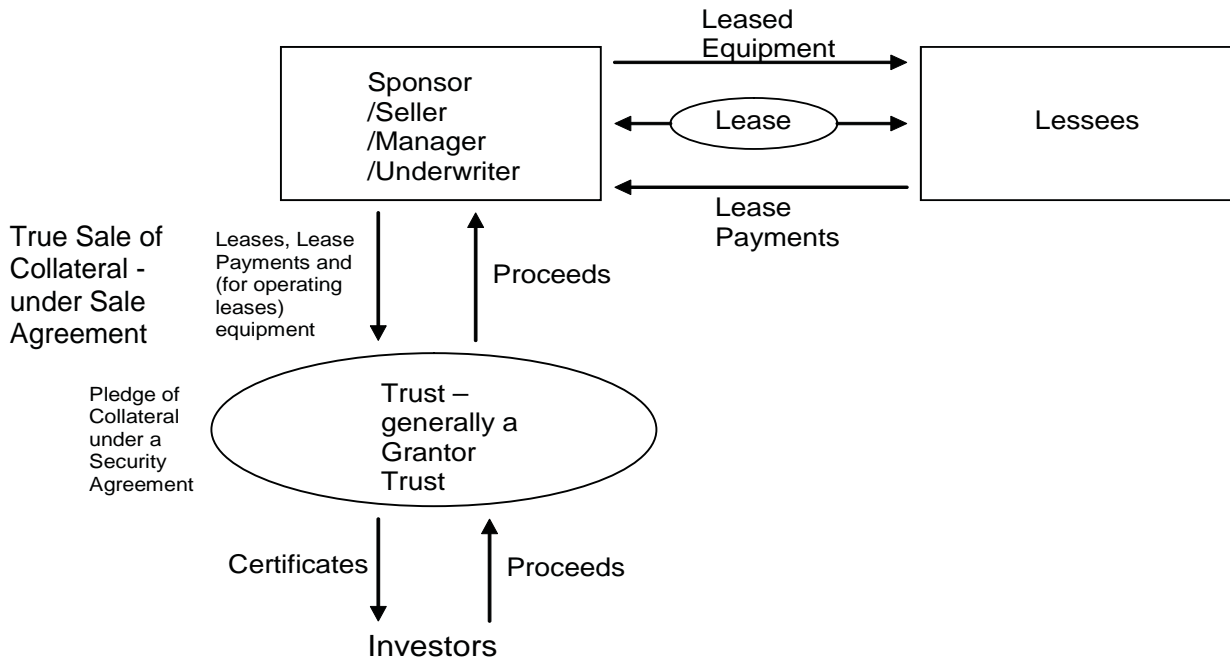 Leased
Equipment
Sponsor
/Seller
/Manager
/Underwriter
Lease
Lessees
Lease
Payments
True Sale of
Collateral -
under Sale
Agreement
Leases, Lease
Payments and
(for operating
leases)
equipment
Proceeds
Pledge of
Collateral
under a
Security
Agreement
Trust –
generally a
Grantor
Trust
Certificates
Proceeds
Investors